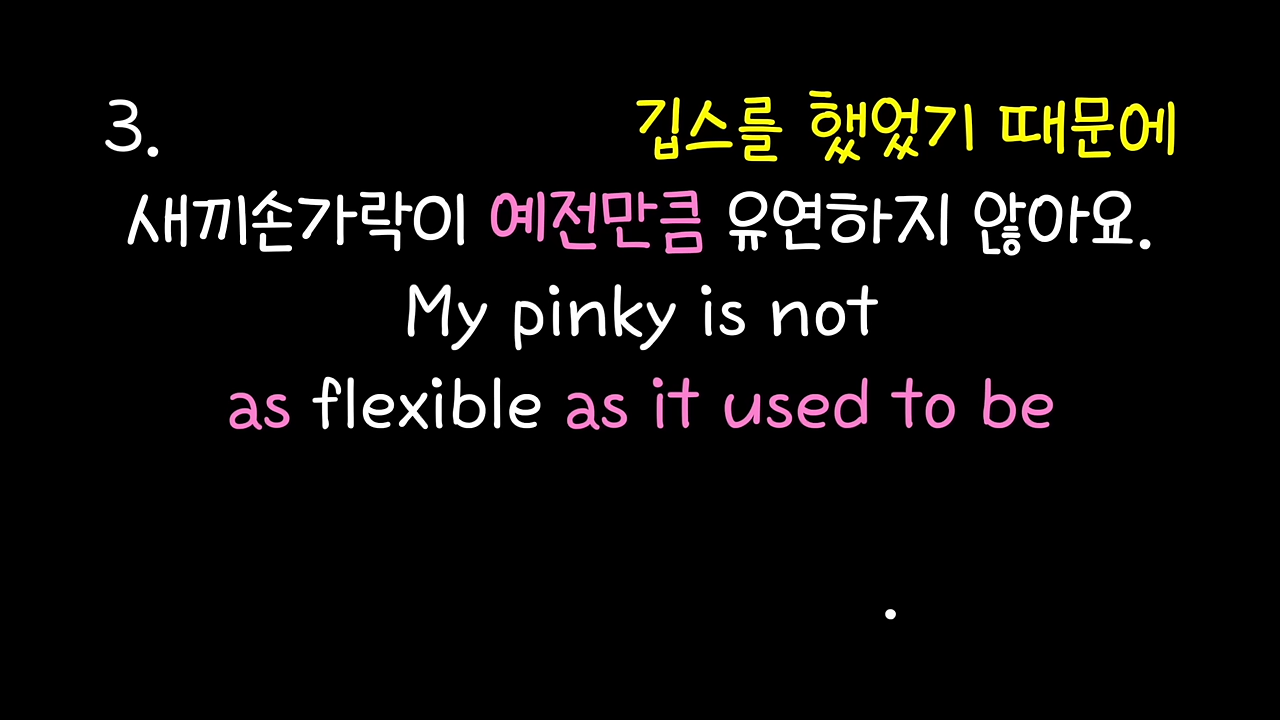 3. 깁스를 했었기 때문에
새끼손가락이 예전만큼 유연하지 않아요.
My pinky is not
as flexible as it used to be
.